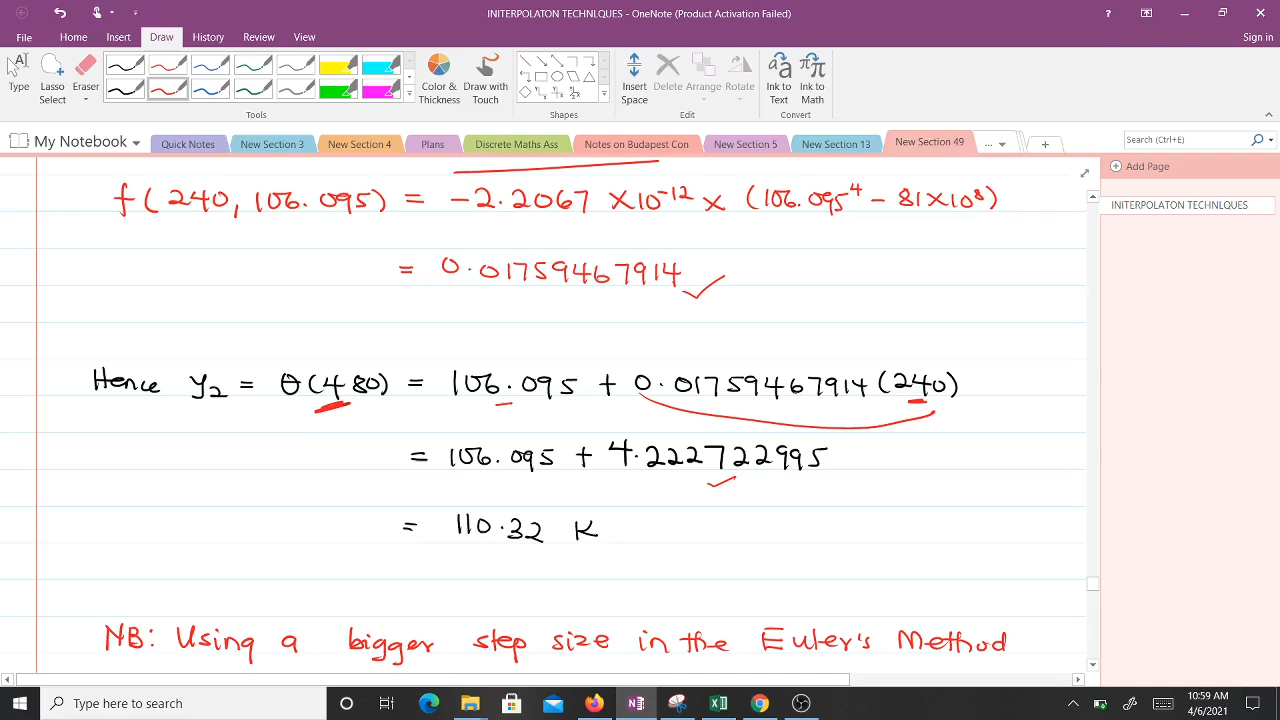 INITERPOLATON TECHNLQUES - OneNote (Product Activation Failed)
File Home Insert Draw History Review View
Sign in
Type
Lasso Select
Eraser
Color & Thickness
Draw with Touch
Insert Space
Delete
Arrange
Rotate
Ink to Text
Ink to Math
Tools
Shapes
Edit
Convert
My Notebook
Quick Notes
New Section 3
New Section 4
Plans
Discrete Maths Ass
Notes on Budapest Con
New Section 5
New Section 13
New Section 49
...
Search (Ctrl+E)
Add Page
INITERPOLATON TECHNLQUES
f(240, 106.095) = -2.2067 ×10⁻¹² × (106.095⁴ - 81×10⁸)
= 0.01759467914
Hence y₂ = θ(480) = 106.095 + 0.01759467914(240)
= 106.095 + 4.222722995
= 110.32 K
NB: Using a bigger step size in the Euler's Method
Type here to search
10:59 AM
4/6/2021